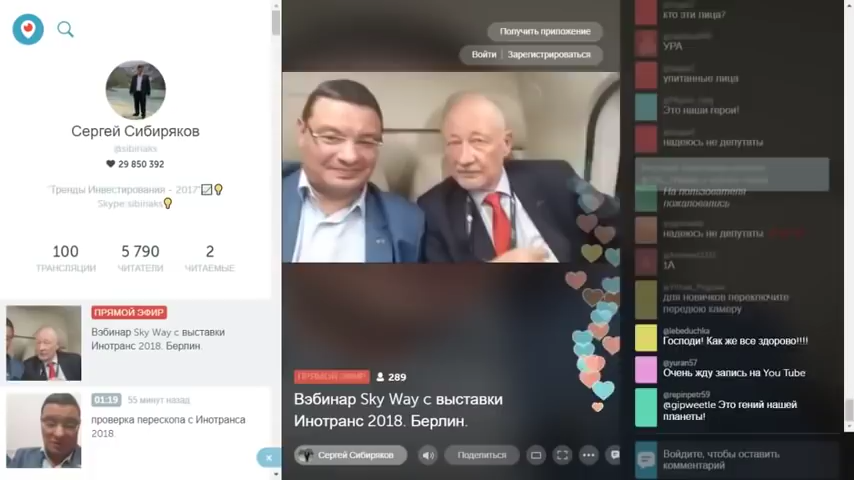 Сергей Сибиряков
@sibiriaks
29 850 392
"Тренды Инвестирования - 2017"
Skype:sibiriaks
100
5 790
2
ТРАНСЛЯЦИИ
ЧИТАТЕЛИ
ЧИТАЕМЫЕ
ПРЯМОЙ ЭФИР
Вэбинар Sky Way с выставки
Инотранс 2018. Берлин.
01:19
55 минут назад
проверка перескопа с Инотранса
2018.
Получить приложение
Войти
Зарегистрироваться
ПРЯМОЙ ЭФИР
289
Вэбинар Sky Way с выставки
Инотранс 2018. Берлин.
Сергей Сибиряков
Поделиться
кто эти лица?
УРА
упитанные лица
Это наши герои!
надеюсь не депутаты
На пользователя
пожаловались
надеюсь не депутаты
1А
для новичков переключите
переднюю камеру
@lebeduchka
Господи! Как же все здорово!!!!
@yuran57
Очень жду запись на You Tube
@repinpetr59
@gipweetle Это гений нашей
планеты!
Войдите, чтобы оставить
комментарий